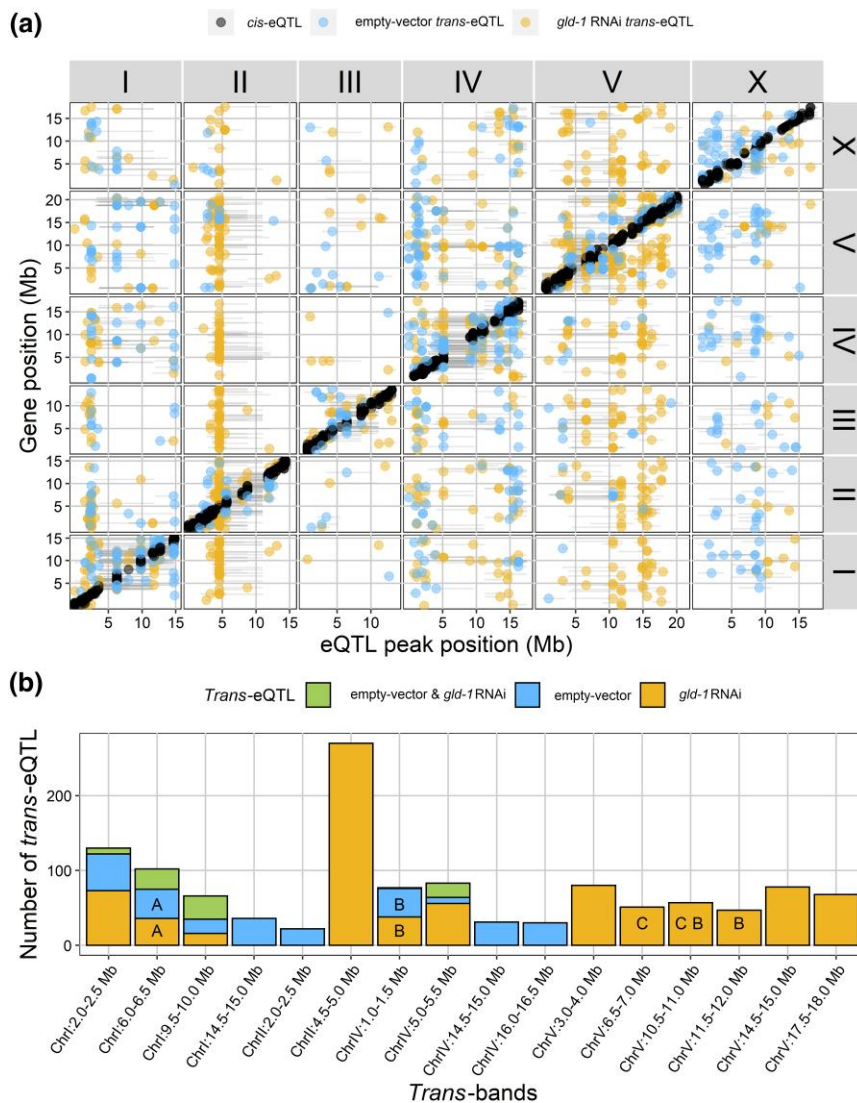 (a)
cis-eQTL empty-vector trans-eQTL gld-1 RNAi trans-eQTL
I II III IV V X
15
10
5
X
20
15
10
5
V
15
10
5
IV
10
5
III
15
10
5
II
15
10
5
I
Gene position (Mb)
5 10 15 5 10 15 5 10 5 10 15 5 10 15 20 5 10 15
eQTL peak position (Mb)
(b)
Trans-eQTL empty-vector & gld-1 RNAi empty-vector gld-1 RNAi
Number of trans-eQTL
200
100
0
A
A
B
B
C
C B
B
ChrI:2.0-2.5 Mb
ChrI:6.0-6.5 Mb
ChrI:9.5-10.0 Mb
ChrI:14.5-15.0 Mb
ChrII:2.0-2.5 Mb
ChrII:4.5-5.0 Mb
ChrIV:1.0-1.5 Mb
ChrIV:5.0-5.5 Mb
ChrIV:14.5-15.0 Mb
ChrIV:16.0-16.5 Mb
ChrV:3.0-4.0 Mb
ChrV:6.5-7.0 Mb
ChrV:10.5-11.0 Mb
ChrV:11.5-12.0 Mb
ChrV:14.5-15.0 Mb
ChrV:17.5-18.0 Mb
Trans-bands